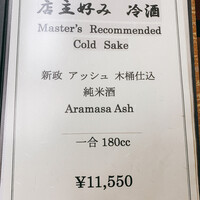 店主好み 冷酒
Master's Recommended
Cold Sake
新政 アッシュ 木桶仕込
純米酒
Aramasa Ash
一合 180cc
¥11,550